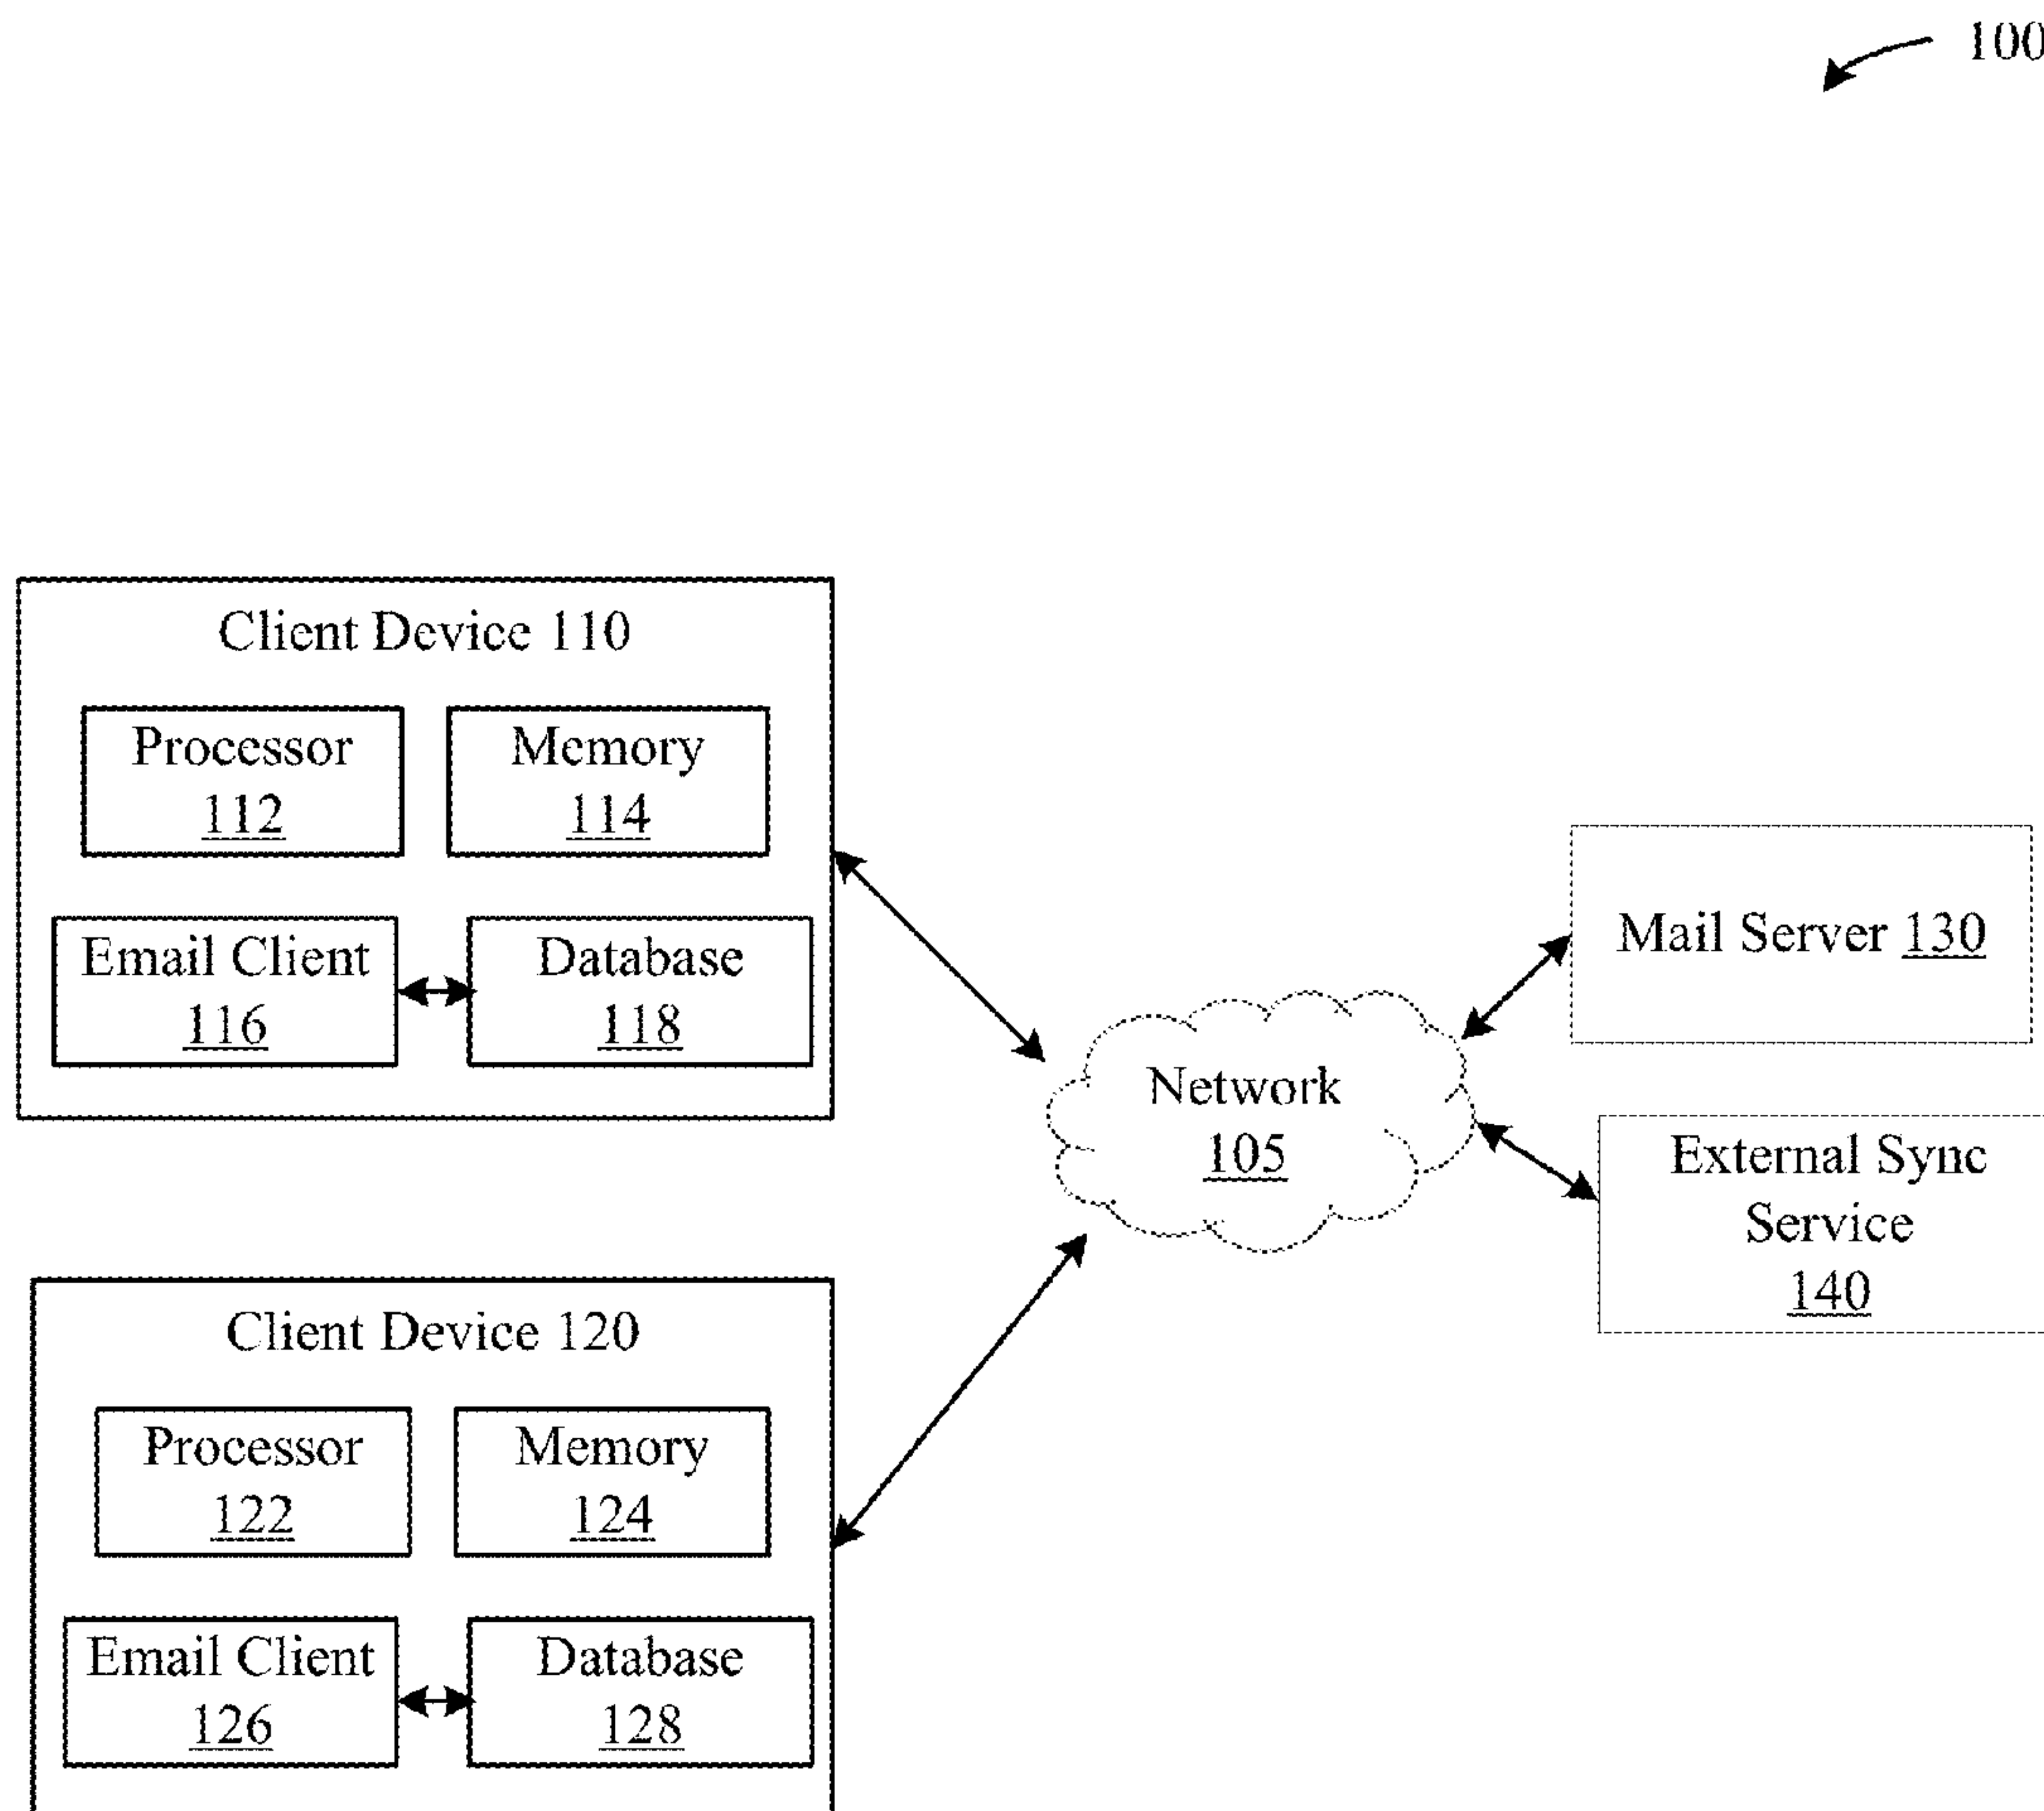 100
Client Device 110
Processor
112
Memory
114
Email Client
116
Database
118
Network
105
Mail Server 130
External Sync
Service
140
Client Device 120
Processor
122
Memory
124
Email Client
126
Database
128